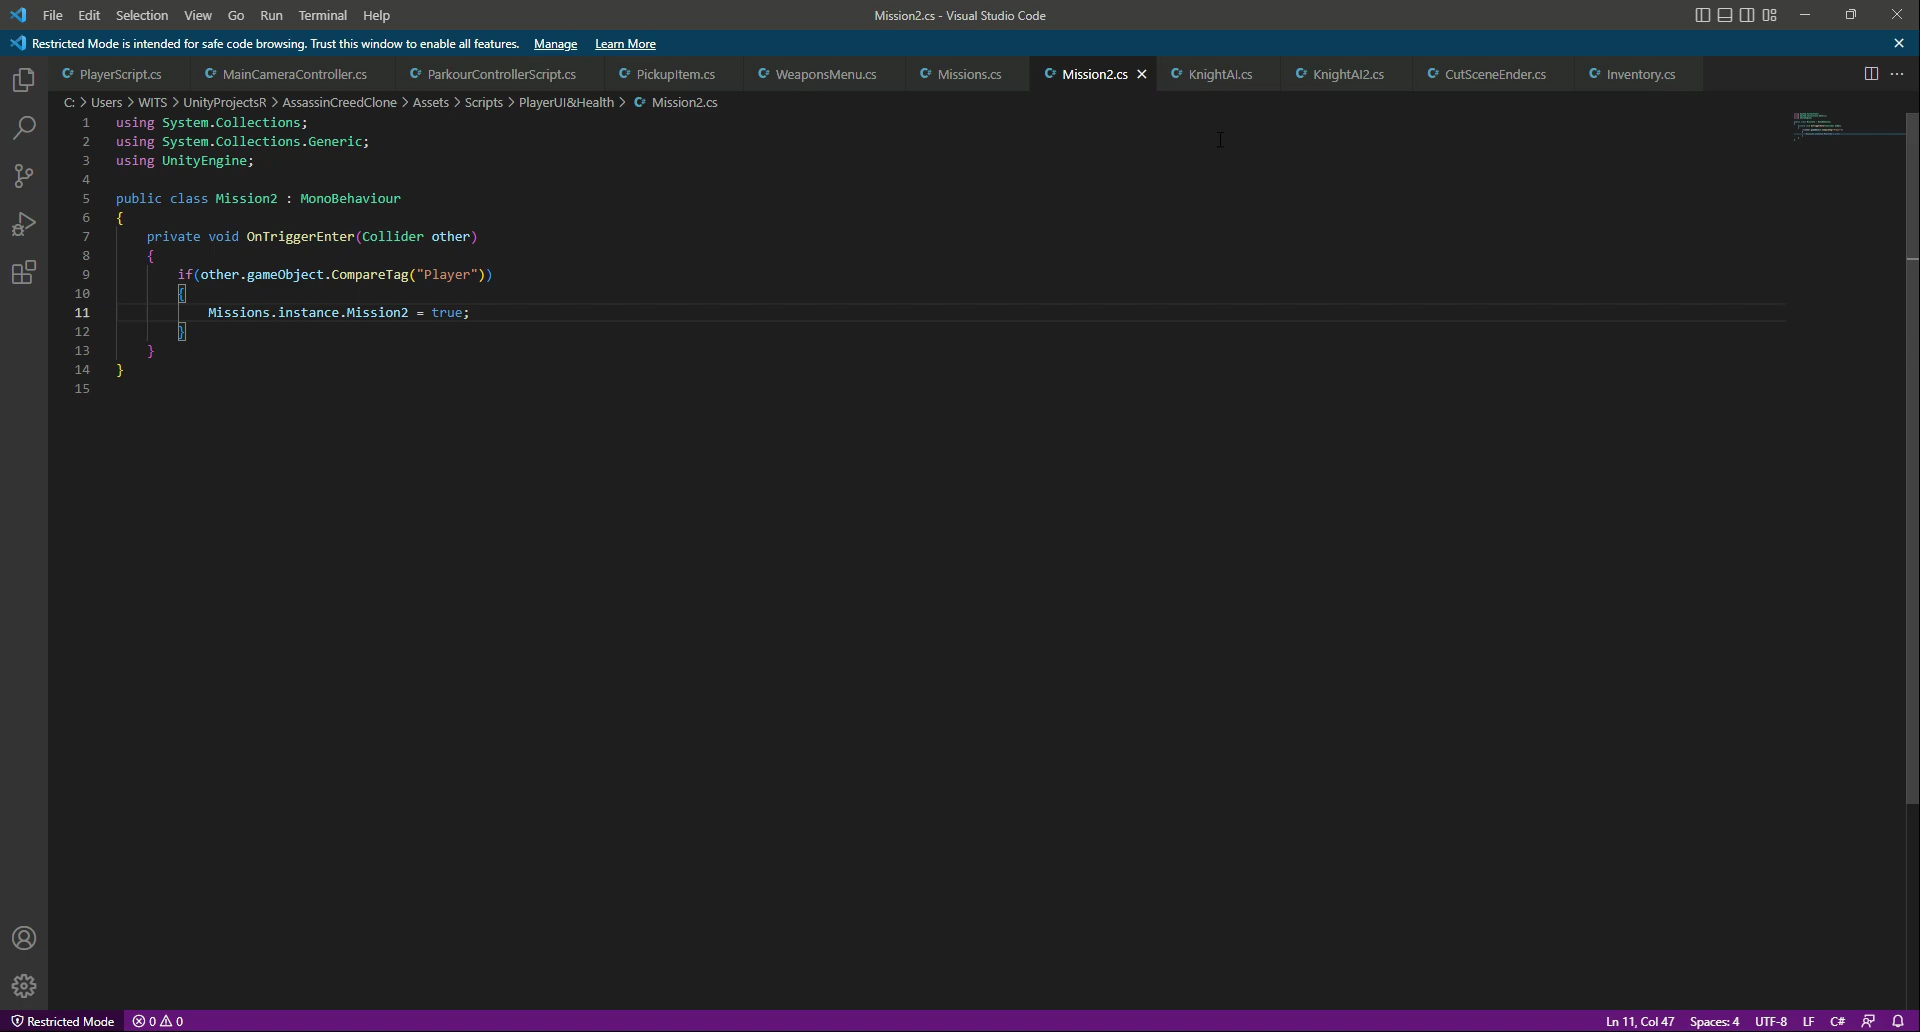 File Edit Selection View Go Run Terminal Help
Mission2.cs - Visual Studio Code
Restricted Mode is intended for safe code browsing. Trust this window to enable all features. Manage Learn More
PlayerScript.cs MainCameraController.cs ParkourControllerScript.cs PickupItem.cs WeaponsMenu.cs Missions.cs Mission2.cs KnightAI.cs KnightAI2.cs CutSceneEnder.cs Inventory.cs
C: > Users > WITS > UnityProjectsR > AssassinCreedClone > Assets > Scripts > PlayerUI&Health > Mission2.cs
1 using System.Collections;
2 using System.Collections.Generic;
3 using UnityEngine;
4
5 public class Mission2 : MonoBehaviour
6 {
7 private void OnTriggerEnter(Collider other)
8 {
9 if(other.gameObject.CompareTag("Player"))
10 {
11 Missions.instance.Mission2 = true;
12 }
13 }
14 }
15
Restricted Mode 0 0 Ln 11, Col 47 Spaces: 4 UTF-8 LF C#